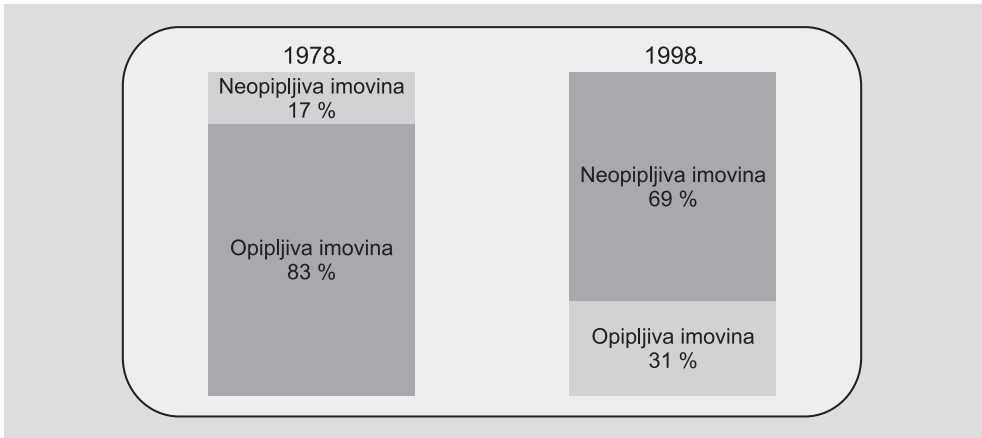 1978.
Neopipljiva imovina
17 %
Opipljiva imovina
83 %
1998.
Neopipljiva imovina
69 %
Opipljiva imovina
31 %